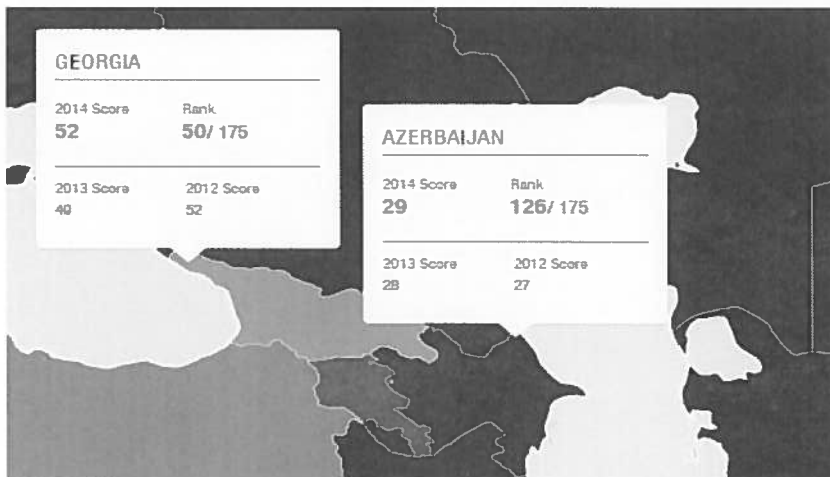 GEORGIA
2014 Score Rank
52 50/ 175
2013 Score 2012 Score
49 52
AZERBAIJAN
2014 Score Rank
29 126/ 175
2013 Score 2012 Score
28 27